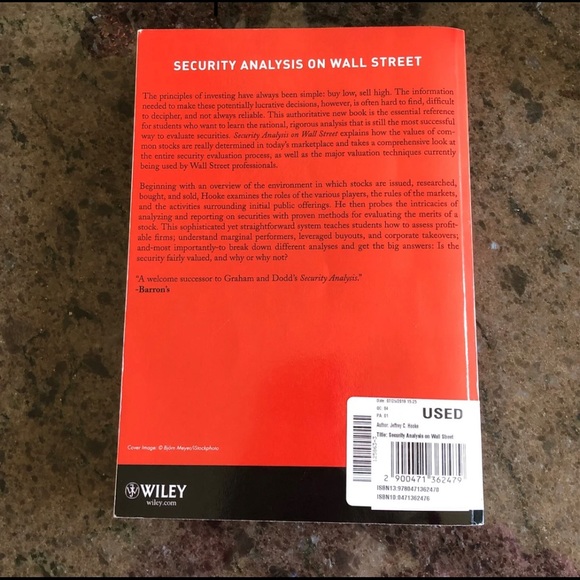 SECURITY ANALYSIS ON WALL STREET
The principles of investing have always been simple: buy low, sell high. The information
needed to make these potentially lucrative decisions, however, is often hard to find, difficult
to decipher, and not always reliable. This authoritative new book is the essential reference
for students who want to learn the rational, rigorous analysis that is still the most successful
way to evaluate securities. Security Analysis on Wall Street explains how the values of com-
mon stocks are really determined in today's marketplace and takes a comprehensive look at
the entire security evaluation process, as well as the major valuation techniques currently
being used by Wall Street professionals.
Beginning with an overview of the environment in which stocks are issued, researched,
bought, and sold, Hooke examines the roles of the various players, the rules of the markets,
and the activities surrounding initial public offerings. He then probes the intricacies of
analyzing and reporting on securities with proven methods for evaluating the merits of a
stock. This sophisticated yet straightforward system teaches students how to assess profit-
able firms; understand marginal performers, leveraged buyouts, and corporate takeovers;
and-most importantly-to break down different analyses and get the big answers: Is the
security fairly valued, and why or why not?
"A welcome successor to Graham and Dodd's Security Analysis."
-Barron's
Cover Image: © Björn Meyer/iStockphoto
WILEY
wiley.com
USED
Author: Jeffrey C. Hooke
Title: Security Analysis on Wall Street
2 900471 362479
ISBN13:9780471362478
ISBN10:0471362476